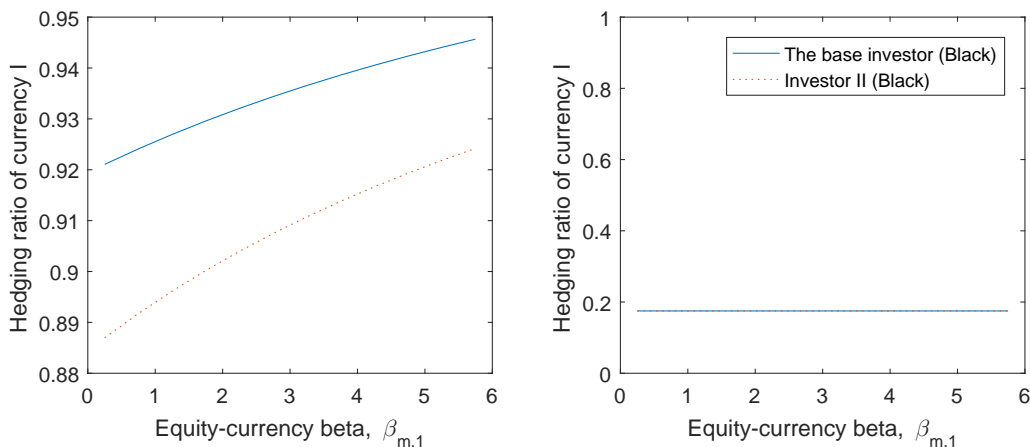 0.95
0.94
0.93
0.92
0.91
0.9
0.89
0.88
0 1 2 3 4 5 6
Hedging ratio of currency I
Equity-currency beta, β_{m,1}
1
0.8
0.6
0.4
0.2
0
0 1 2 3 4 5 6
Hedging ratio of currency I
Equity-currency beta, β_{m,1}
The base investor (Black)
Investor II (Black)